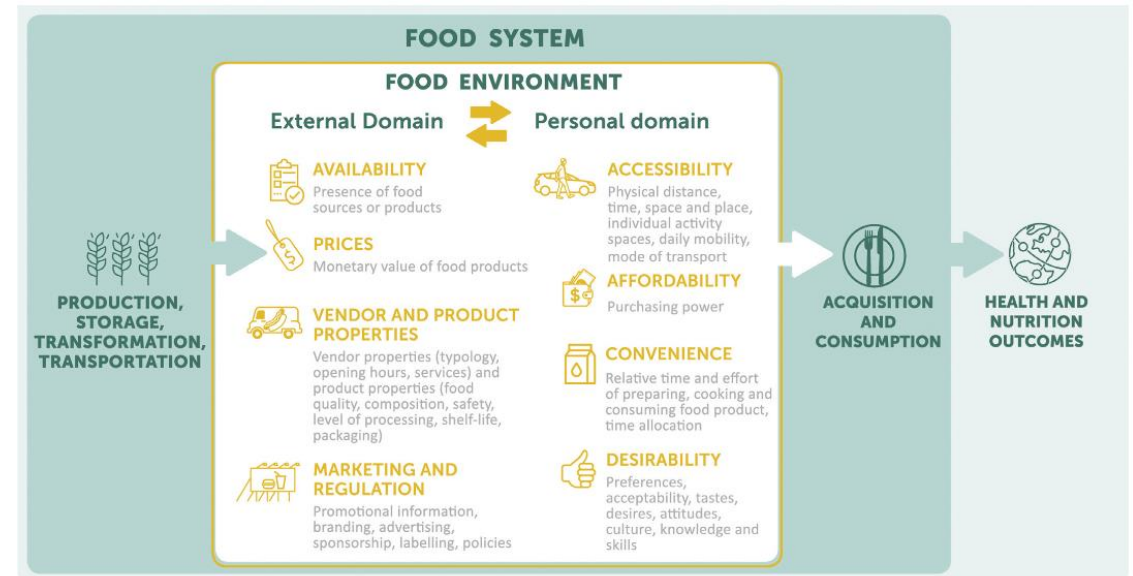 FOOD SYSTEM
FOOD ENVIRONMENT
External Domain
Personal domain
PRODUCTION,
STORAGE,
TRANSFORMATION,
TRANSPORTATION
AVAILABILITY
Presence of food
sources or products
PRICES
Monetary value of food products
VENDOR AND PRODUCT
PROPERTIES
Vendor properties (typology,
opening hours, services) and
product properties (food
quality, composition, safety,
level of processing, shelf-life,
packaging)
MARKETING AND
REGULATION
Promotional information,
branding, advertising,
sponsorship, labelling, policies
ACCESSIBILITY
Physical distance,
time, space and place,
individual activity
spaces, daily mobility,
mode of transport
AFFORDABILITY
Purchasing power
CONVENIENCE
Relative time and effort
of preparing, cooking and
consuming food product,
time allocation
DESIRABILITY
Preferences,
acceptability, tastes,
desires, attitudes,
culture, knowledge and
skills
ACQUISITION
AND
CONSUMPTION
HEALTH AND
NUTRITION
OUTCOMES